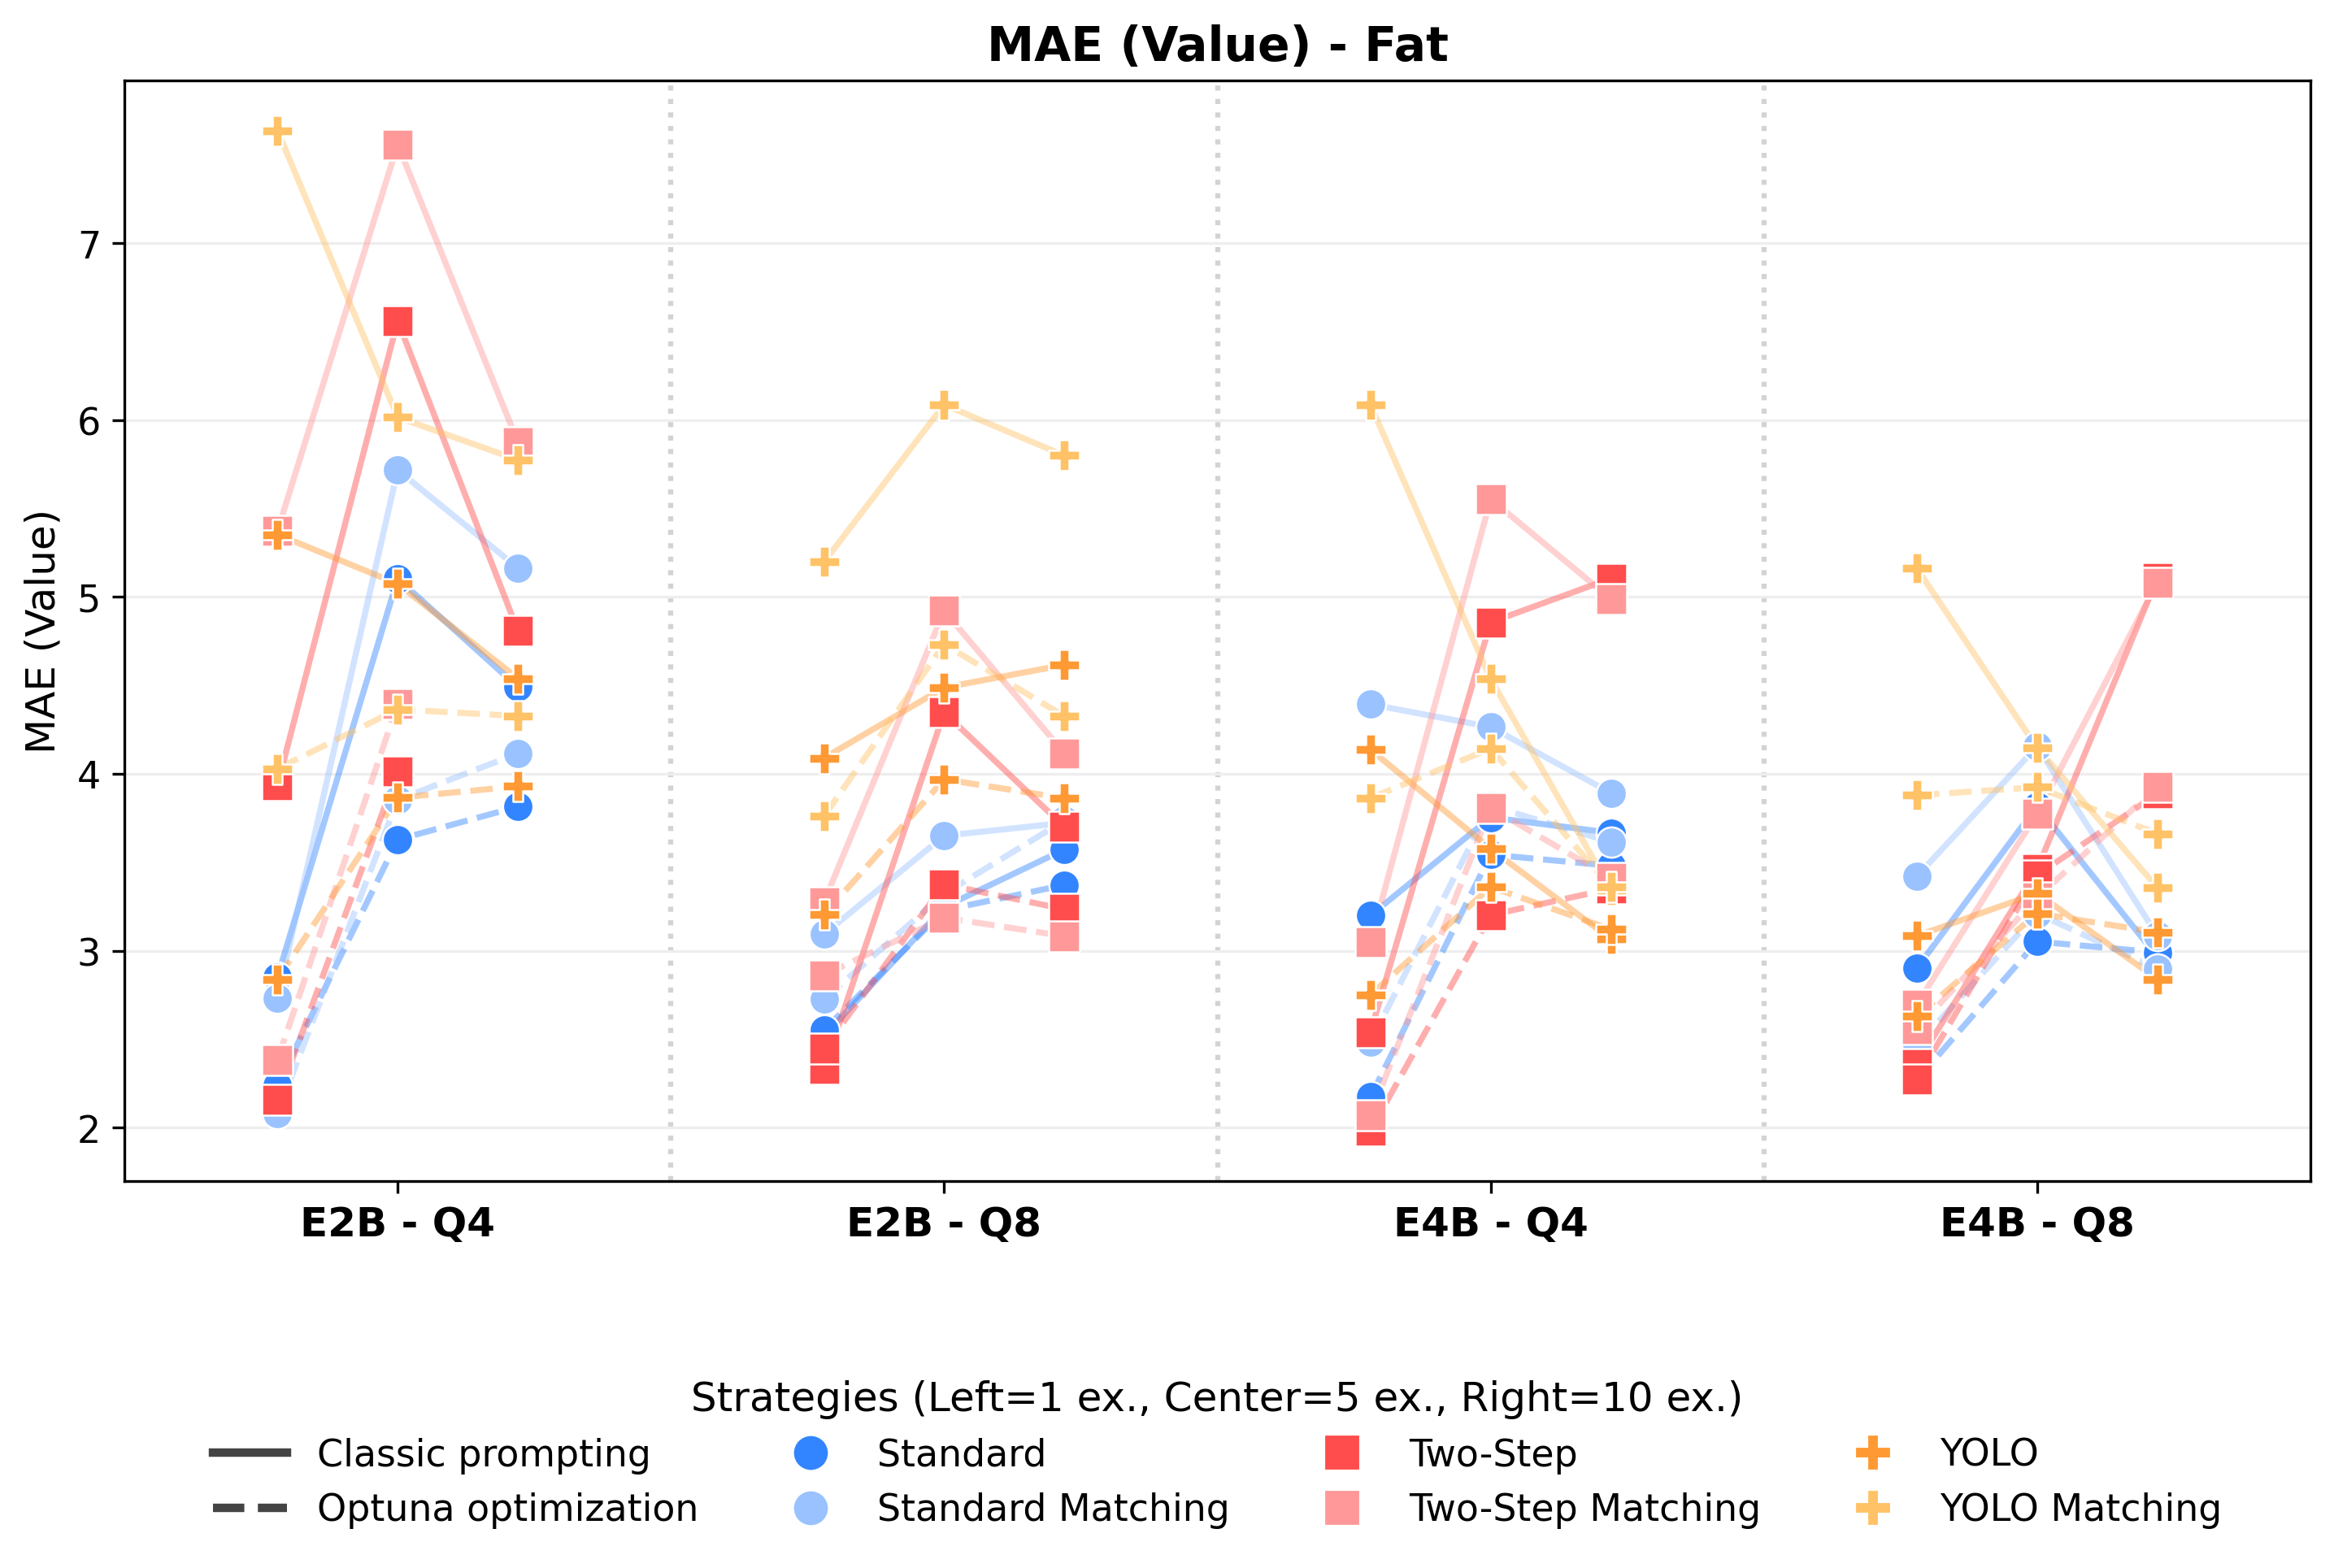 MAE (Value) - Fat
MAE (Value)
7
6
5
4
3
2
E2B - Q4 E2B - Q8 E4B - Q4 E4B - Q8
Strategies (Left=1 ex., Center=5 ex., Right=10 ex.)
Classic prompting Standard Two-Step YOLO
Optuna optimization Standard Matching Two-Step Matching YOLO Matching